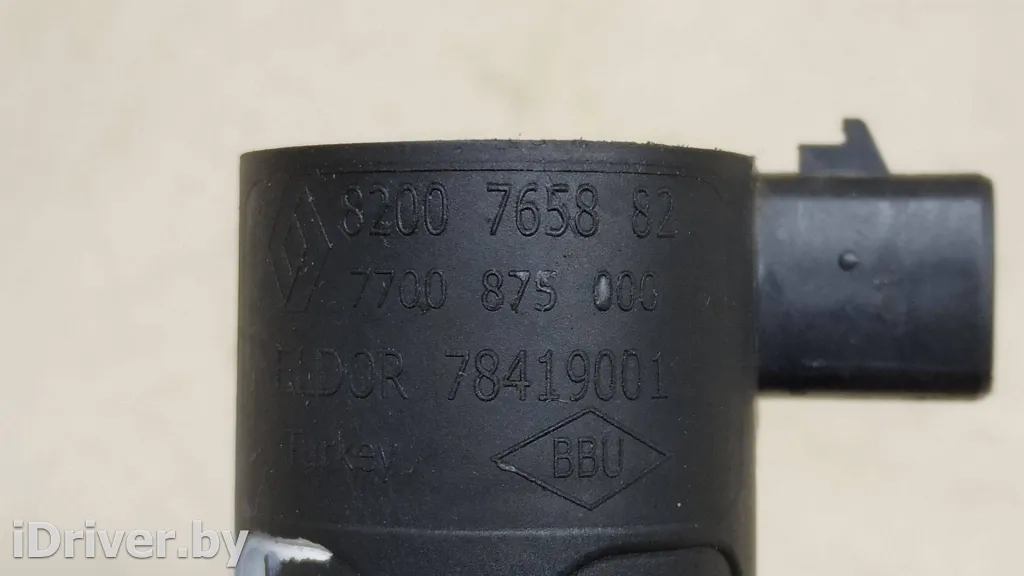 8200 7658 82
7700 875 000
ELDOR 78419001
Turkey
BBU
iDriver.by